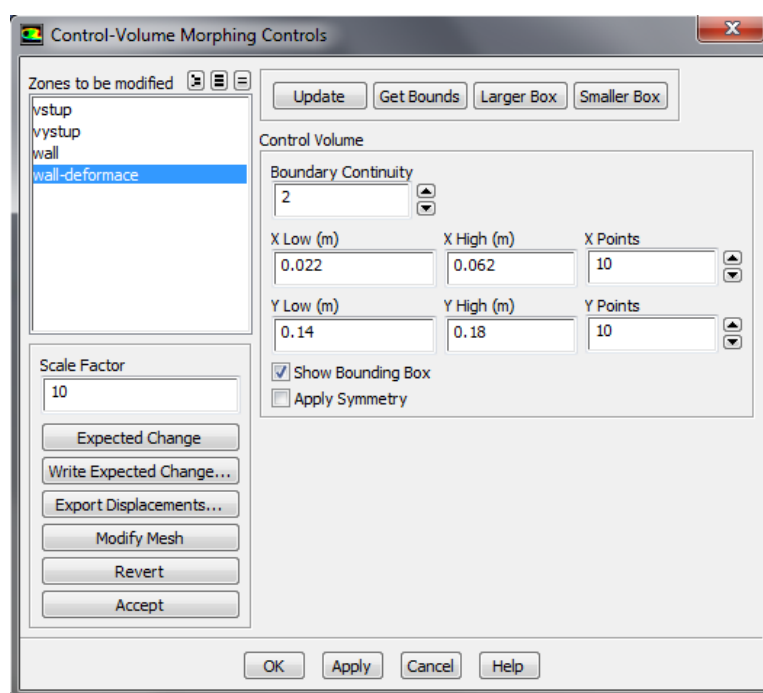 Control-Volume Morphing Controls
Zones to be modified
vstup
vystup
wall
wall-deformace
Update Get Bounds Larger Box Smaller Box
Control Volume
Boundary Continuity
2
X Low (m) X High (m) X Points
0.022 0.062 10
Y Low (m) Y High (m) Y Points
0.14 0.18 10
Show Bounding Box
Apply Symmetry
Scale Factor
10
Expected Change
Write Expected Change...
Export Displacements...
Modify Mesh
Revert
Accept
OK Apply Cancel Help